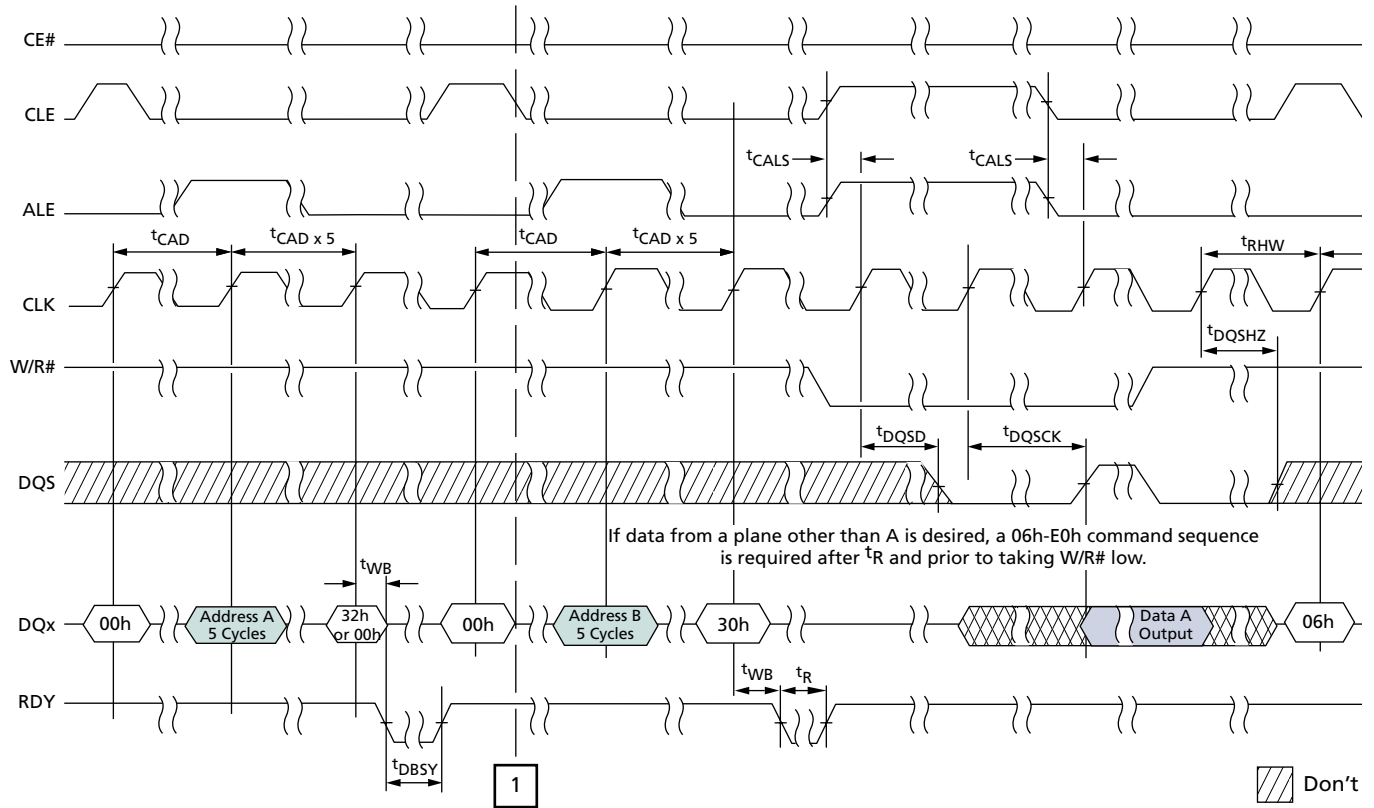 CE#
CLE
tCALS
tCALS
ALE
tCAD
tCAD x 5
tCAD
tCAD x 5
tRHW
CLK
tDQSHZ
W/R#
tDQSD
tDQSCK
DQS
If data from a plane other than A is desired, a 06h-E0h command sequence
is required after tR and prior to taking W/R# low.
tWB
DQx
00h
Address A
5 Cycles
32h
or 00h
00h
Address B
5 Cycles
30h
Data A
Output
06h
tWB
tR
RDY
tDBSY
1
Don't